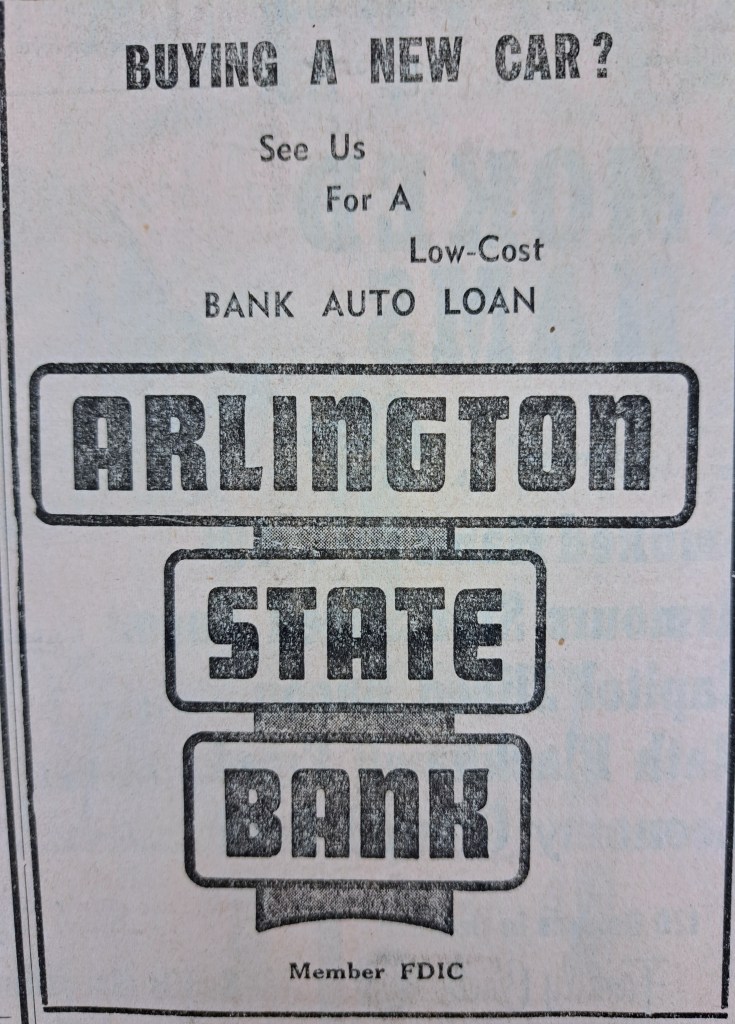 BUYING A NEW CAR?
See Us
For A
Low-Cost
BANK AUTO LOAN
ARLINGTON
STATE
BANK
Member FDIC